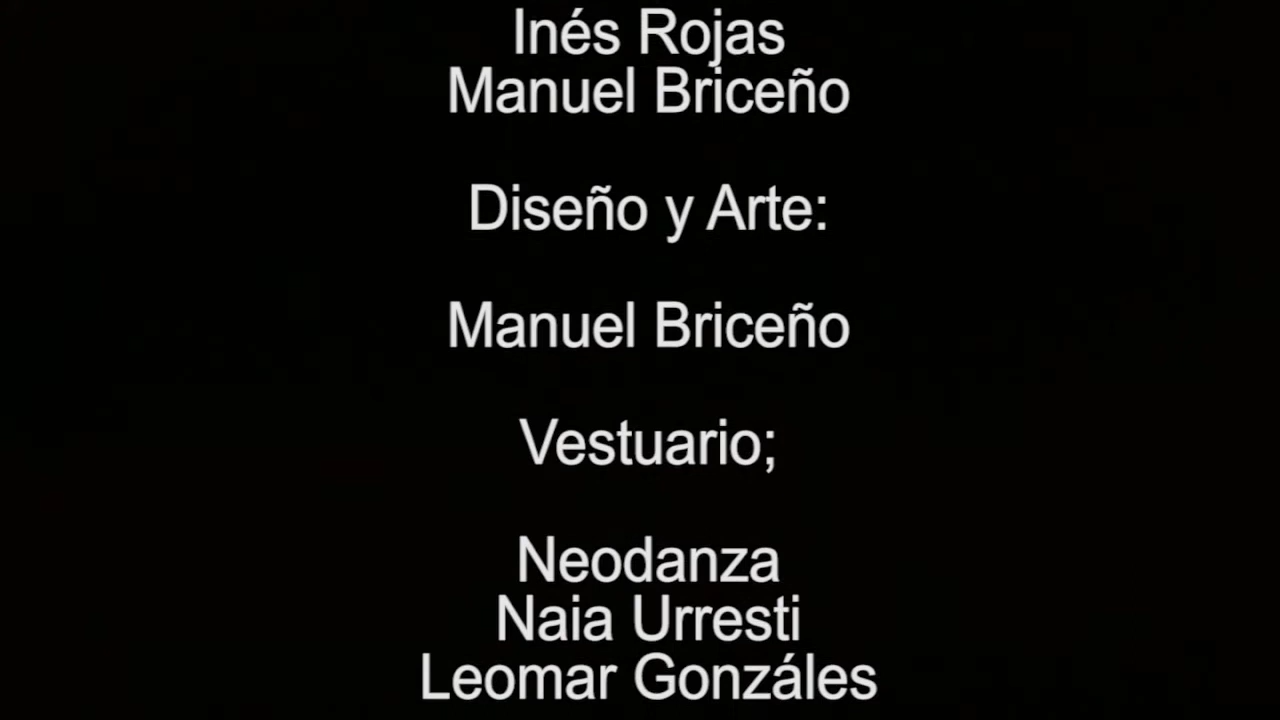 Inés Rojas
Manuel Briceño
Diseño y Arte:
Manuel Briceño
Vestuario;
Neodanza
Naia Urresti
Leomar Gonzáles